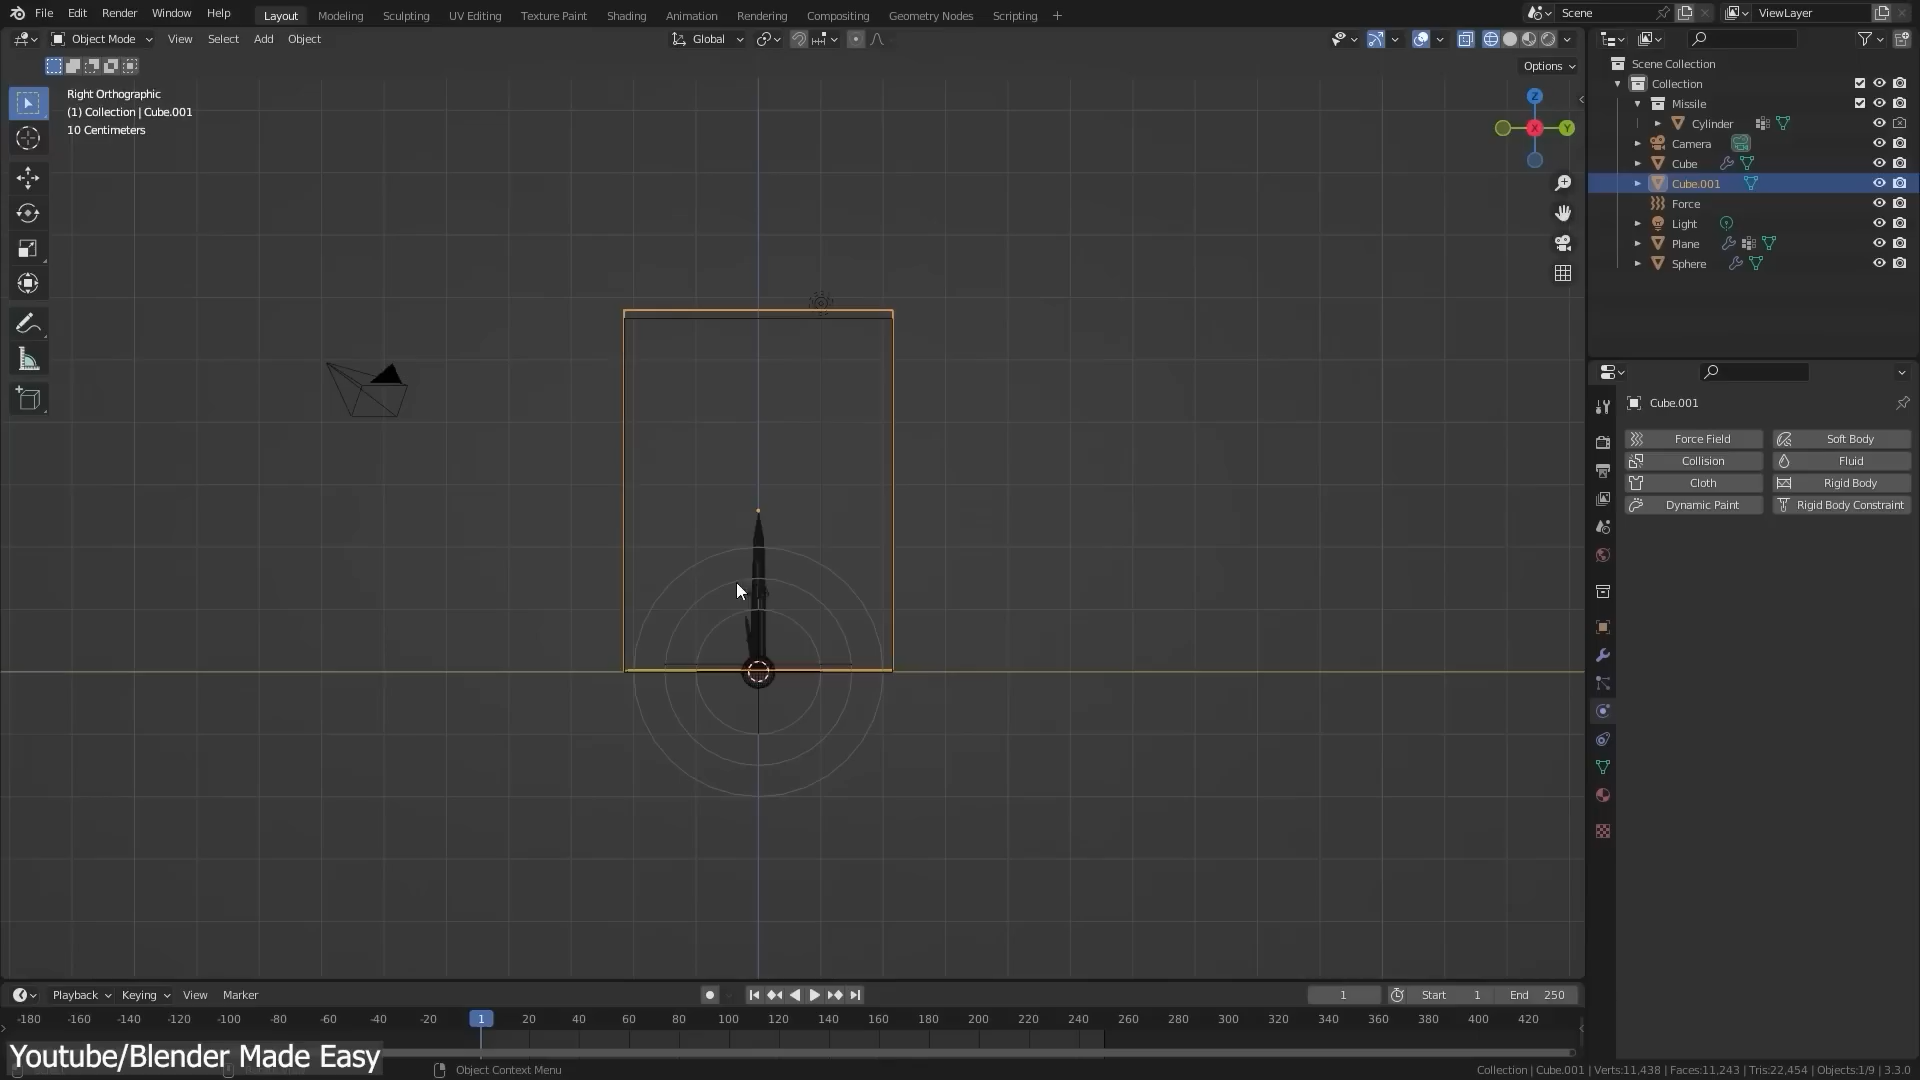 File Edit Render Window Help Layout Modeling Sculpting UV Editing Texture Paint Shading Animation Rendering Compositing Geometry Nodes Scripting Scene ViewLayer
Object Mode View Select Add Object Global
Options
Right Orthographic
(1) Collection | Cube.001
10 Centimeters
Z
X
Y
Scene Collection
Collection
Missile
Cylinder
Camera
Cube
Cube.001
Force
Light
Plane
Sphere
Cube.001
Force Field Soft Body
Collision Fluid
Cloth Rigid Body
Dynamic Paint Rigid Body Constraint
Playback Keying View Marker 1 Start 1 End 250
-180 -160 -140 -120 -100 -80 -60 -40 -20 1 20 40 60 80 100 120 140 160 180 200 220 240 260 280 300 320 340 360 380 400 420
Youtube/Blender Made Easy
Object Context Menu
Collection | Cube.001 | Verts:11,438 | Faces:11,243 | Tris:22,454 | Objects:1/9 | 3.3.0